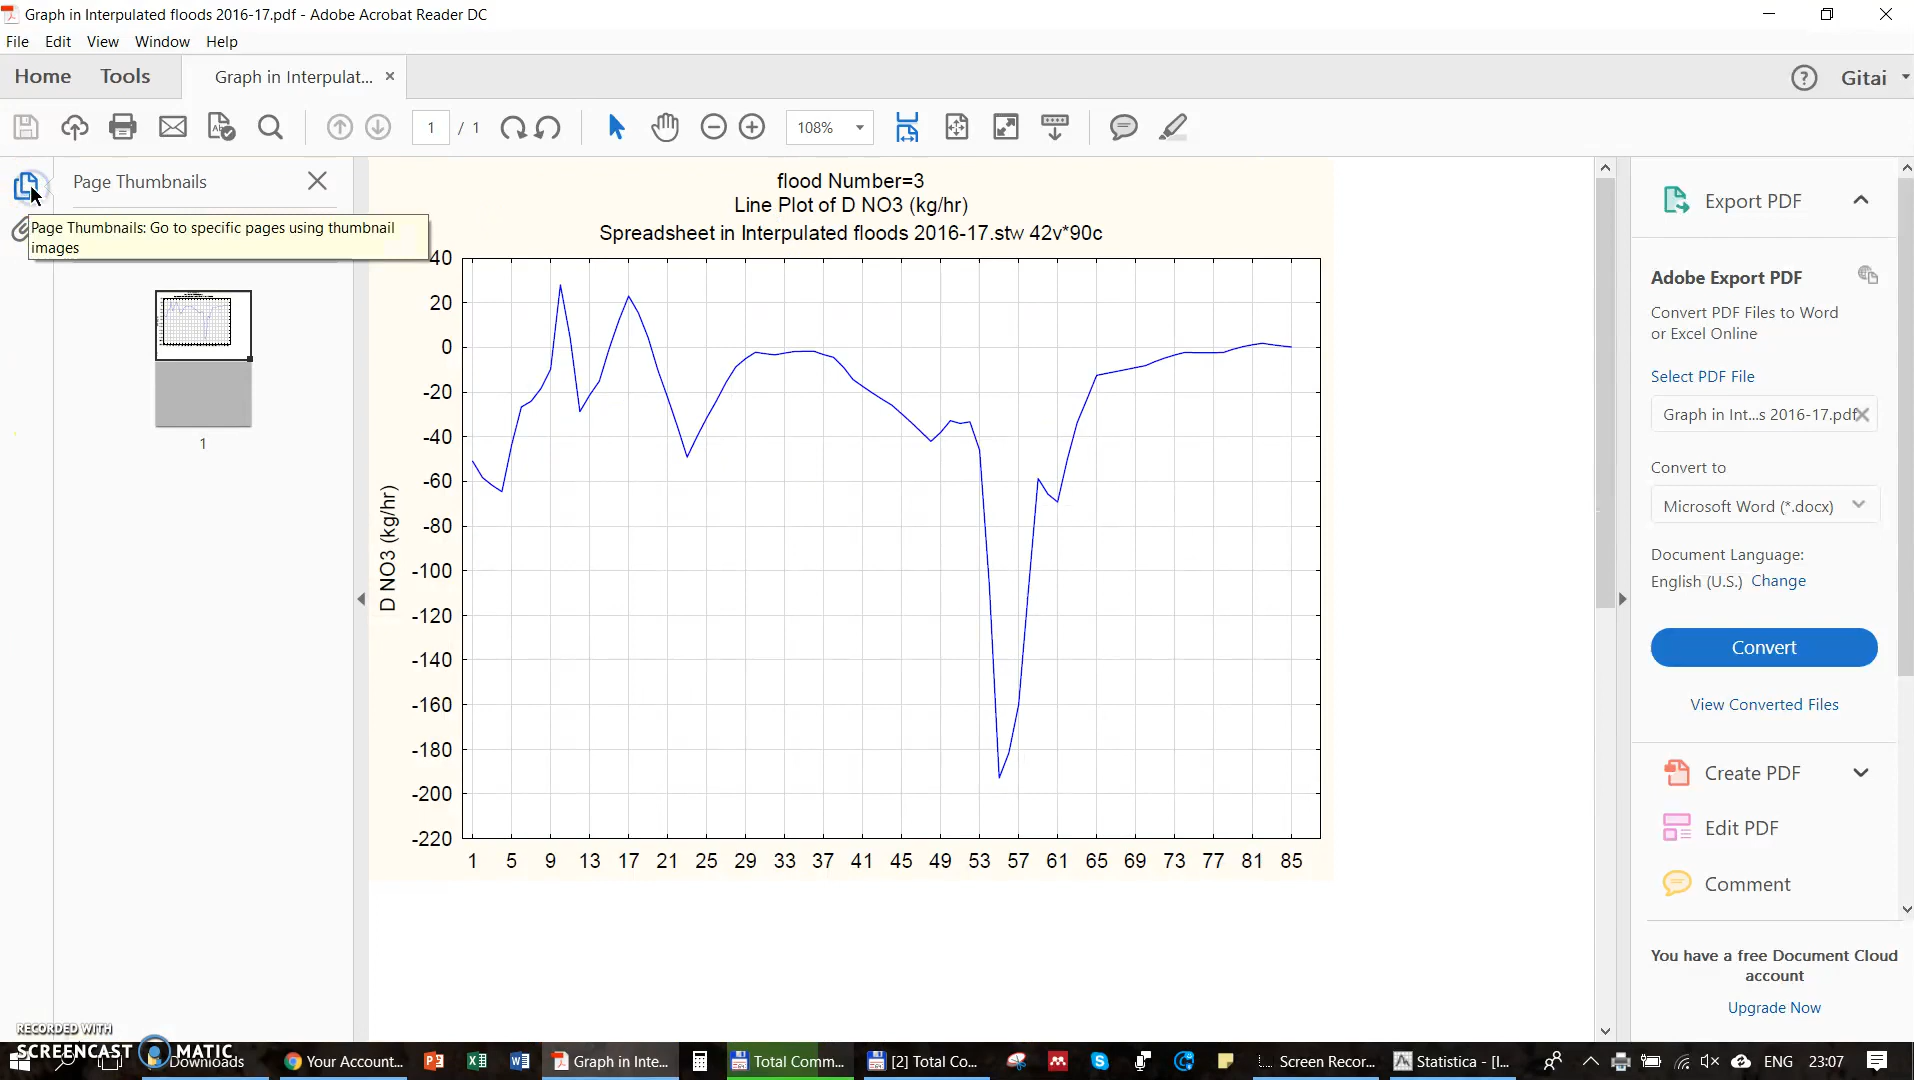 Graph in Interpulated floods 2016-17.pdf - Adobe Acrobat Reader DC
File Edit View Window Help
Home Tools Graph in Interpulat... × ? Gitai
1 / 1 108%
Page Thumbnails
Page Thumbnails: Go to specific pages using thumbnail
images
1
flood Number=3
Line Plot of D NO3 (kg/hr)
Spreadsheet in Interpulated floods 2016-17.stw 42v*90c
40
20
0
-20
-40
-60
-80
-100
-120
-140
-160
-180
-200
-220
D NO3 (kg/hr)
1 5 9 13 17 21 25 29 33 37 41 45 49 53 57 61 65 69 73 77 81 85
Export PDF
Adobe Export PDF
Convert PDF Files to Word
or Excel Online
Select PDF File
Graph in Int...s 2016-17.pdf
Convert to
Microsoft Word (*.docx)
Document Language:
English (U.S.) Change
Convert
View Converted Files
Create PDF
Edit PDF
Comment
You have a free Document Cloud
account
Upgrade Now
RECORDED WITH
SCREENCAST MATIC
Downloads Your Account... Graph in Inte... Total Comm... [2] Total Co... Screen Recor... Statistica - [I... ENG 23:07